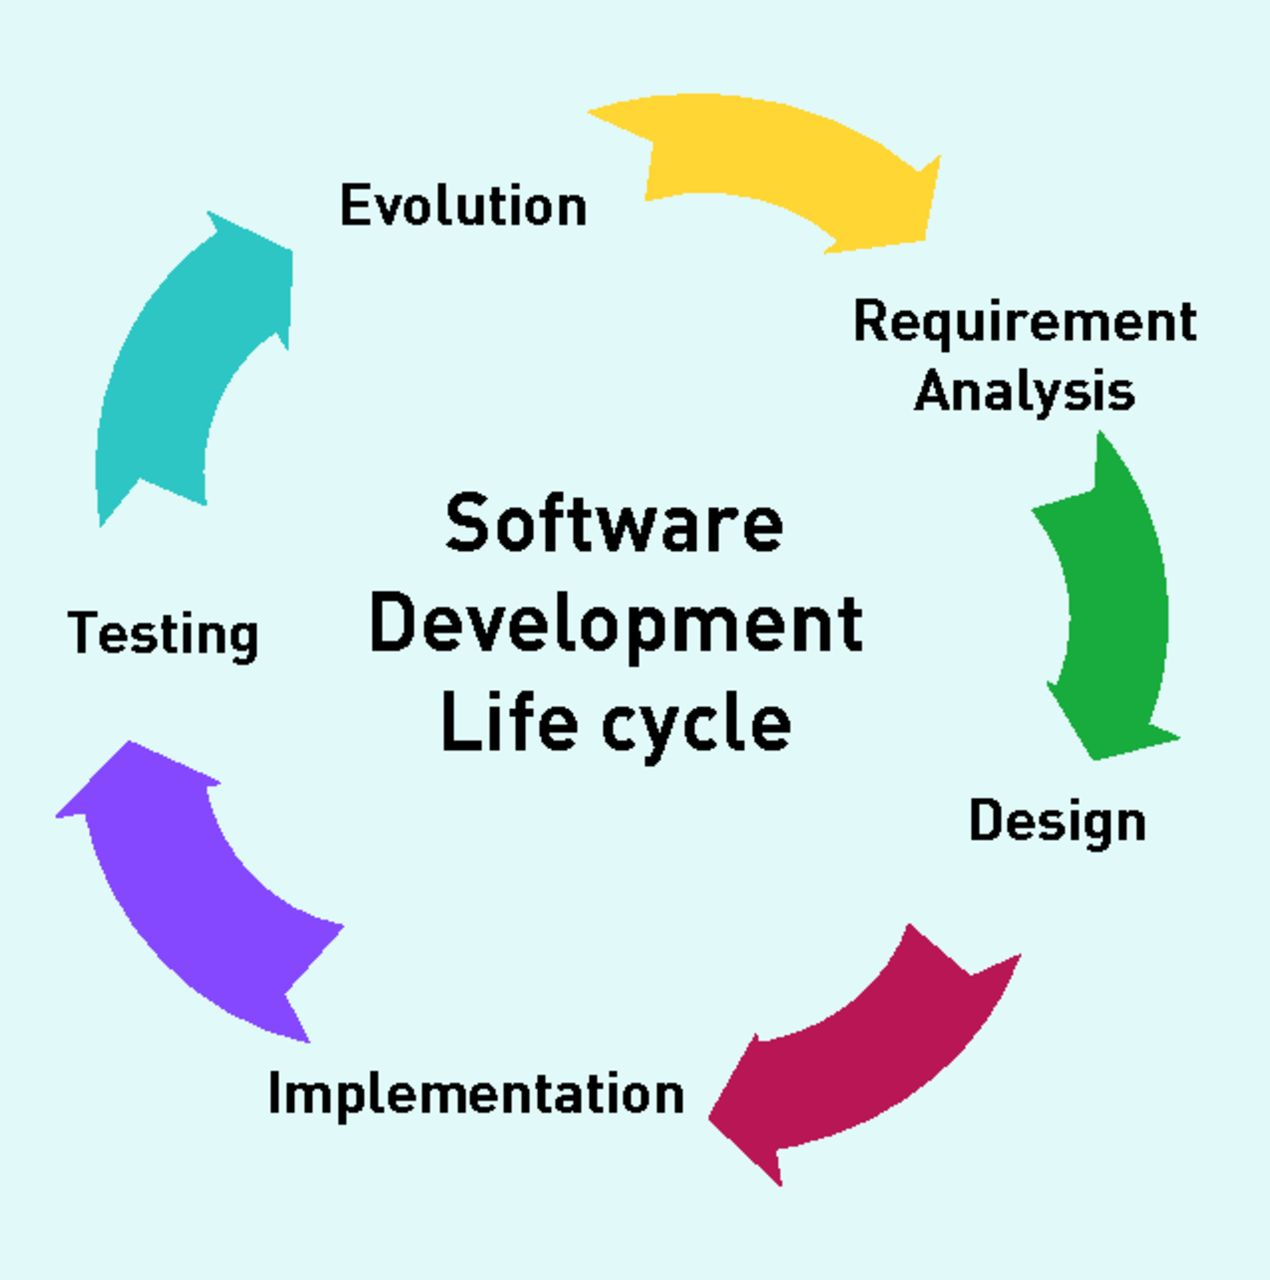 Evolution
Requirement
Analysis
Software
Development
Life cycle
Testing
Design
Implementation